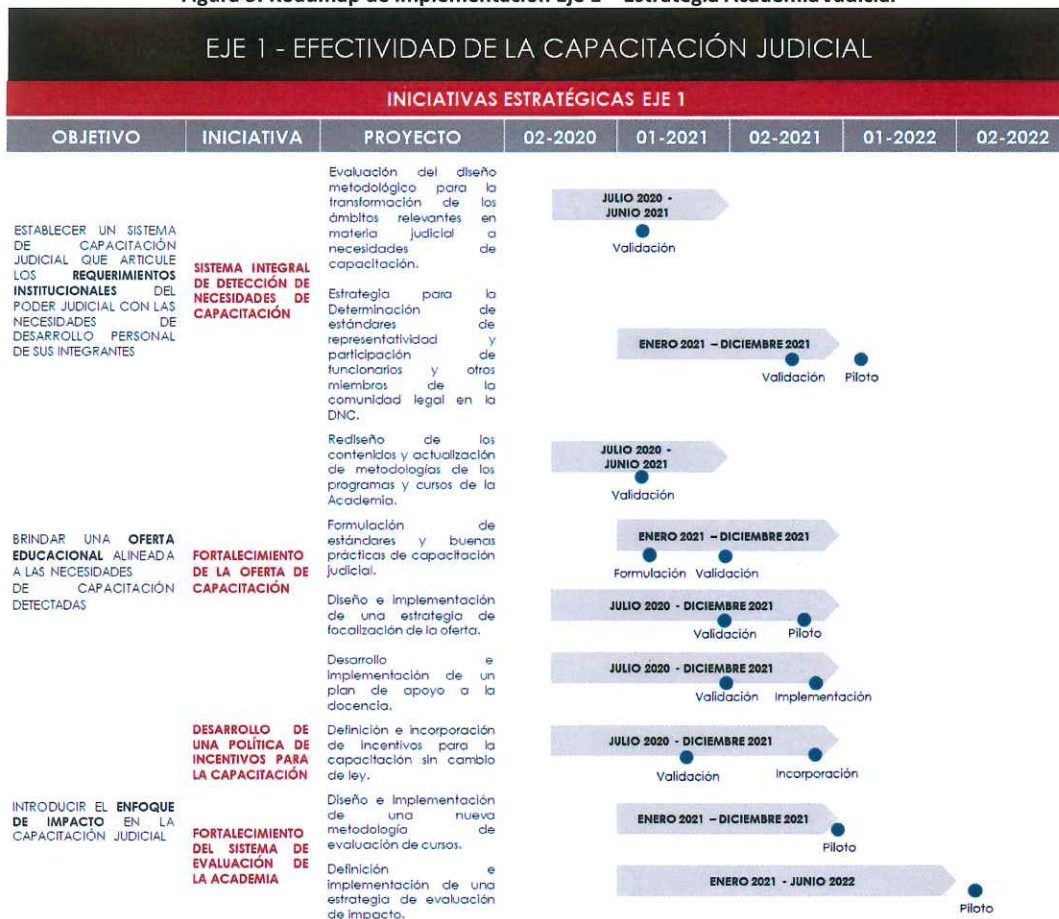 Figura 3: Roadmap de Implementación Eje 1 – Estrategia Academia Judicial
EJE 1 - EFECTIVIDAD DE LA CAPACITACIÓN JUDICIAL
INICIATIVAS ESTRATÉGICAS EJE 1
OBJETIVO INICIATIVA PROYECTO 02-2020 01-2021 02-2021 01-2022 02-2022
ESTABLECER UN SISTEMA
DE CAPACITACIÓN
JUDICIAL QUE ARTICULE
LOS REQUERIMIENTOS
INSTITUCIONALES DEL
PODER JUDICIAL CON LAS
NECESIDADES DE
DESARROLLO PERSONAL
DE SUS INTEGRANTES
SISTEMA INTEGRAL
DE DETECCIÓN DE
NECESIDADES DE
CAPACITACIÓN
Evaluación del diseño
metodológico para la
transformación de los
ámbitos relevantes en
materia judicial a
necesidades de
capacitación.
JULIO 2020 -
JUNIO 2021
Validación
Estrategia para la
Determinación de
estándares de
representatividad y
participación de
funcionarios y otros
miembros de la
comunidad legal en la
DNC.
ENERO 2021 – DICIEMBRE 2021
Validación Piloto
BRINDAR UNA OFERTA
EDUCACIONAL ALINEADA
A LAS NECESIDADES
DE CAPACITACIÓN
DETECTADAS
FORTALECIMIENTO
DE LA OFERTA DE
CAPACITACIÓN
Rediseño de los
contenidos y actualización
de metodologías de los
programas y cursos de la
Academia.
JULIO 2020 -
JUNIO 2021
Validación
Formulación de
estándares y buenas
prácticas de capacitación
judicial.
ENERO 2021 – DICIEMBRE 2021
Formulación Validación
Diseño e implementación
de una estrategia de
focalización de la oferta.
JULIO 2020 - DICIEMBRE 2021
Validación Piloto
Desarrollo e
implementación de un
plan de apoyo a la
docencia.
JULIO 2020 - DICIEMBRE 2021
Validación Implementación
DESARROLLO DE
UNA POLÍTICA DE
INCENTIVOS PARA
LA CAPACITACIÓN
Definición e incorporación
de incentivos para la
capacitación sin cambio
de ley.
JULIO 2020 - DICIEMBRE 2021
Validación Incorporación
INTRODUCIR EL ENFOQUE
DE IMPACTO EN LA
CAPACITACIÓN JUDICIAL
FORTALECIMIENTO
DEL SISTEMA DE
EVALUACIÓN DE
LA ACADEMIA
Diseño e Implementación
de una nueva
metodología de
evaluación de cursos.
ENERO 2021 – DICIEMBRE 2021
Piloto
Definición e
implementación de una
estrategia de evaluación
de impacto.
ENERO 2021 - JUNIO 2022
Piloto